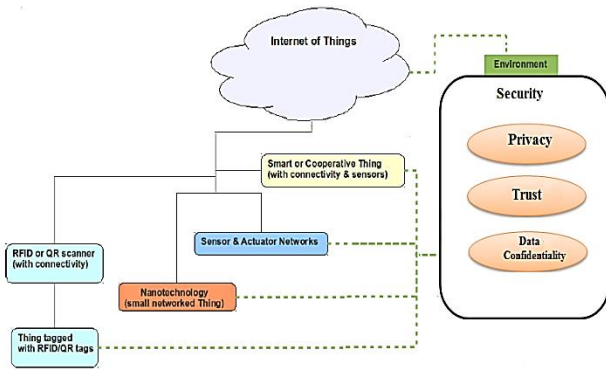 Internet of Things
Environment
Security
Privacy
Trust
Data
Confidentiality
Smart or Cooperative Thing
(with connectivity & sensors)
Sensor & Actuator Networks
RFID or QR scanner
(with connectivity)
Nanotechnology
(small networked Thing)
Thing tagged
with RFID/QR tags